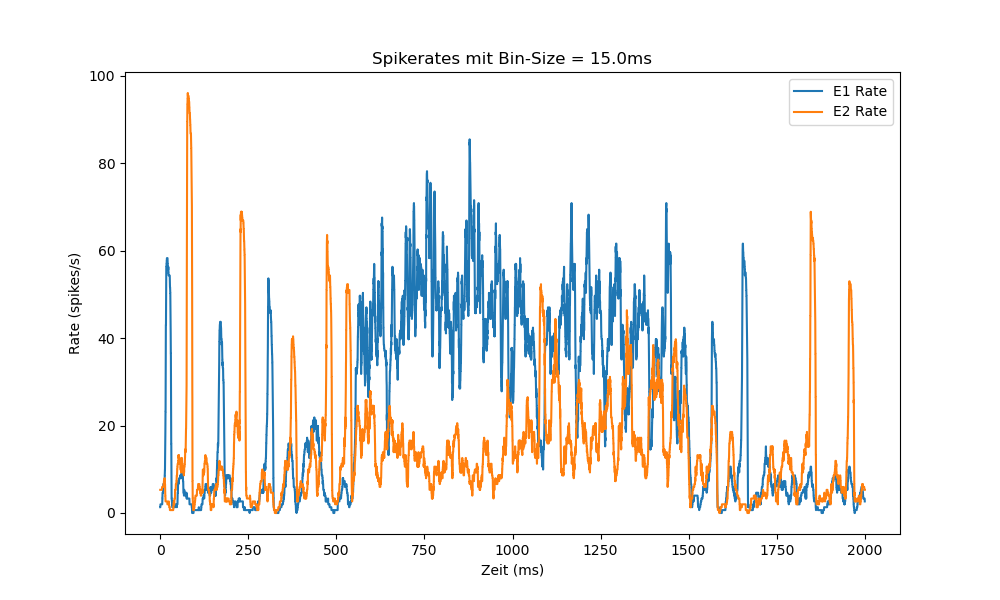 Spikerates mit Bin-Size = 15.0ms
E1 Rate
E2 Rate
Rate (spikes/s)
100
80
60
40
20
0
0 250 500 750 1000 1250 1500 1750 2000
Zeit (ms)